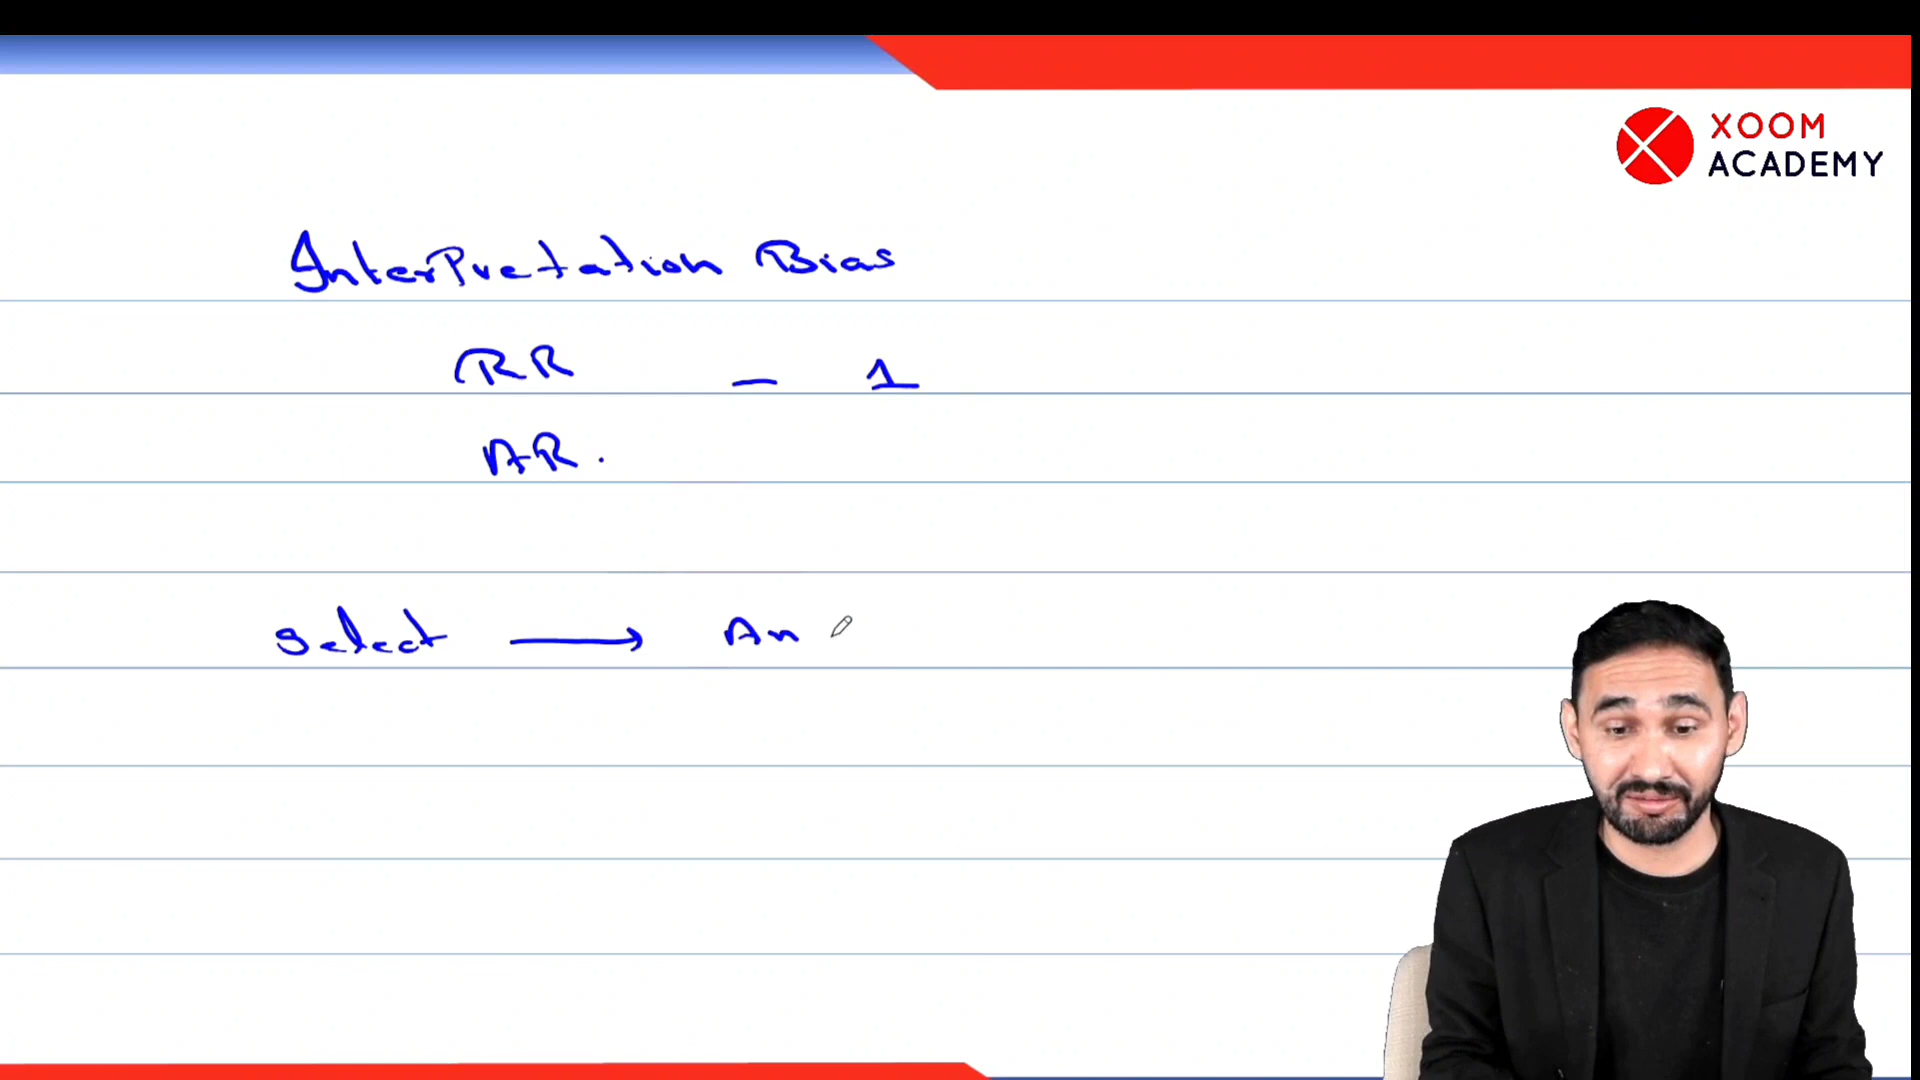 XOOM
ACADEMY
Interpretation Bias
RR - 1
AR.
select → An